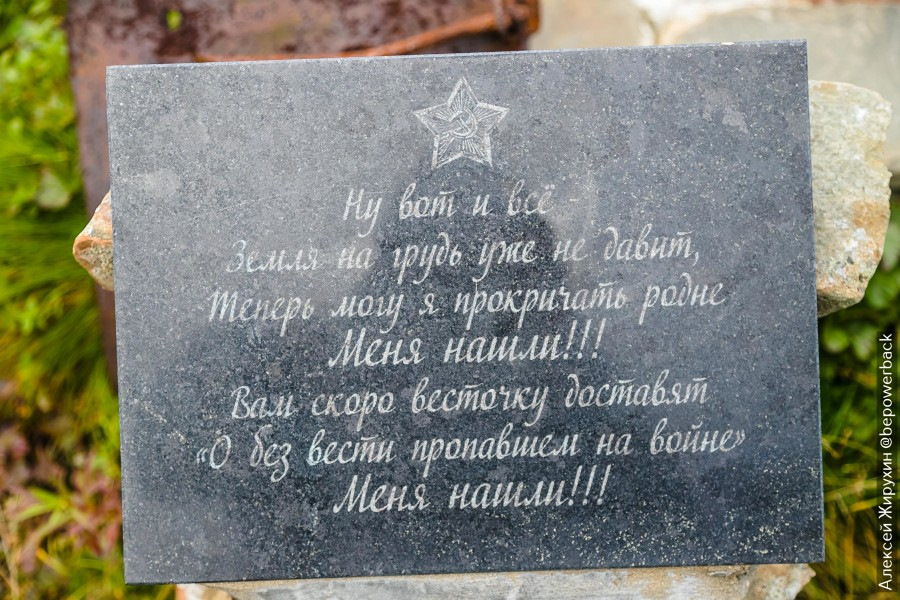 Ну вот и всё
Земля на грудь уже не давит,
Теперь могу я прокричать родне
Меня нашли!!!
Вам скоро весточку доставят
«О без вести пропавшем на войне»
Меня нашли!!!
Алексей Жирухин @bepowerback